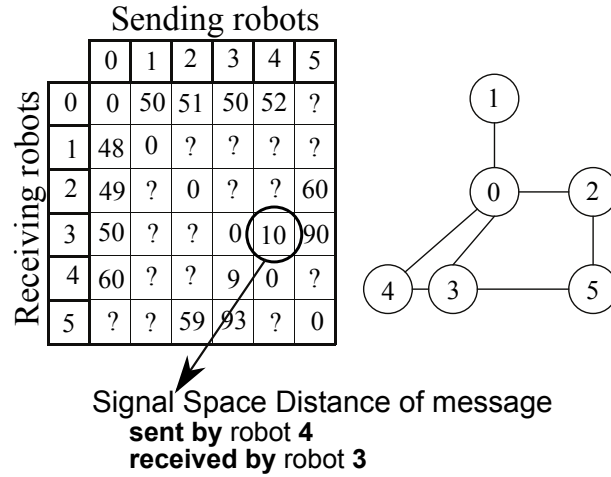 Sending robots
0 1 2 3 4 5
Receiving robots
0 0 50 51 50 52 ?
1 48 0 ? ? ? ?
2 49 ? 0 ? ? 60
3 50 ? ? 0 10 90
4 60 ? ? 9 0 ?
5 ? ? 59 93 ? 0
1
0 2
4 3 5
Signal Space Distance of message
sent by robot 4
received by robot 3